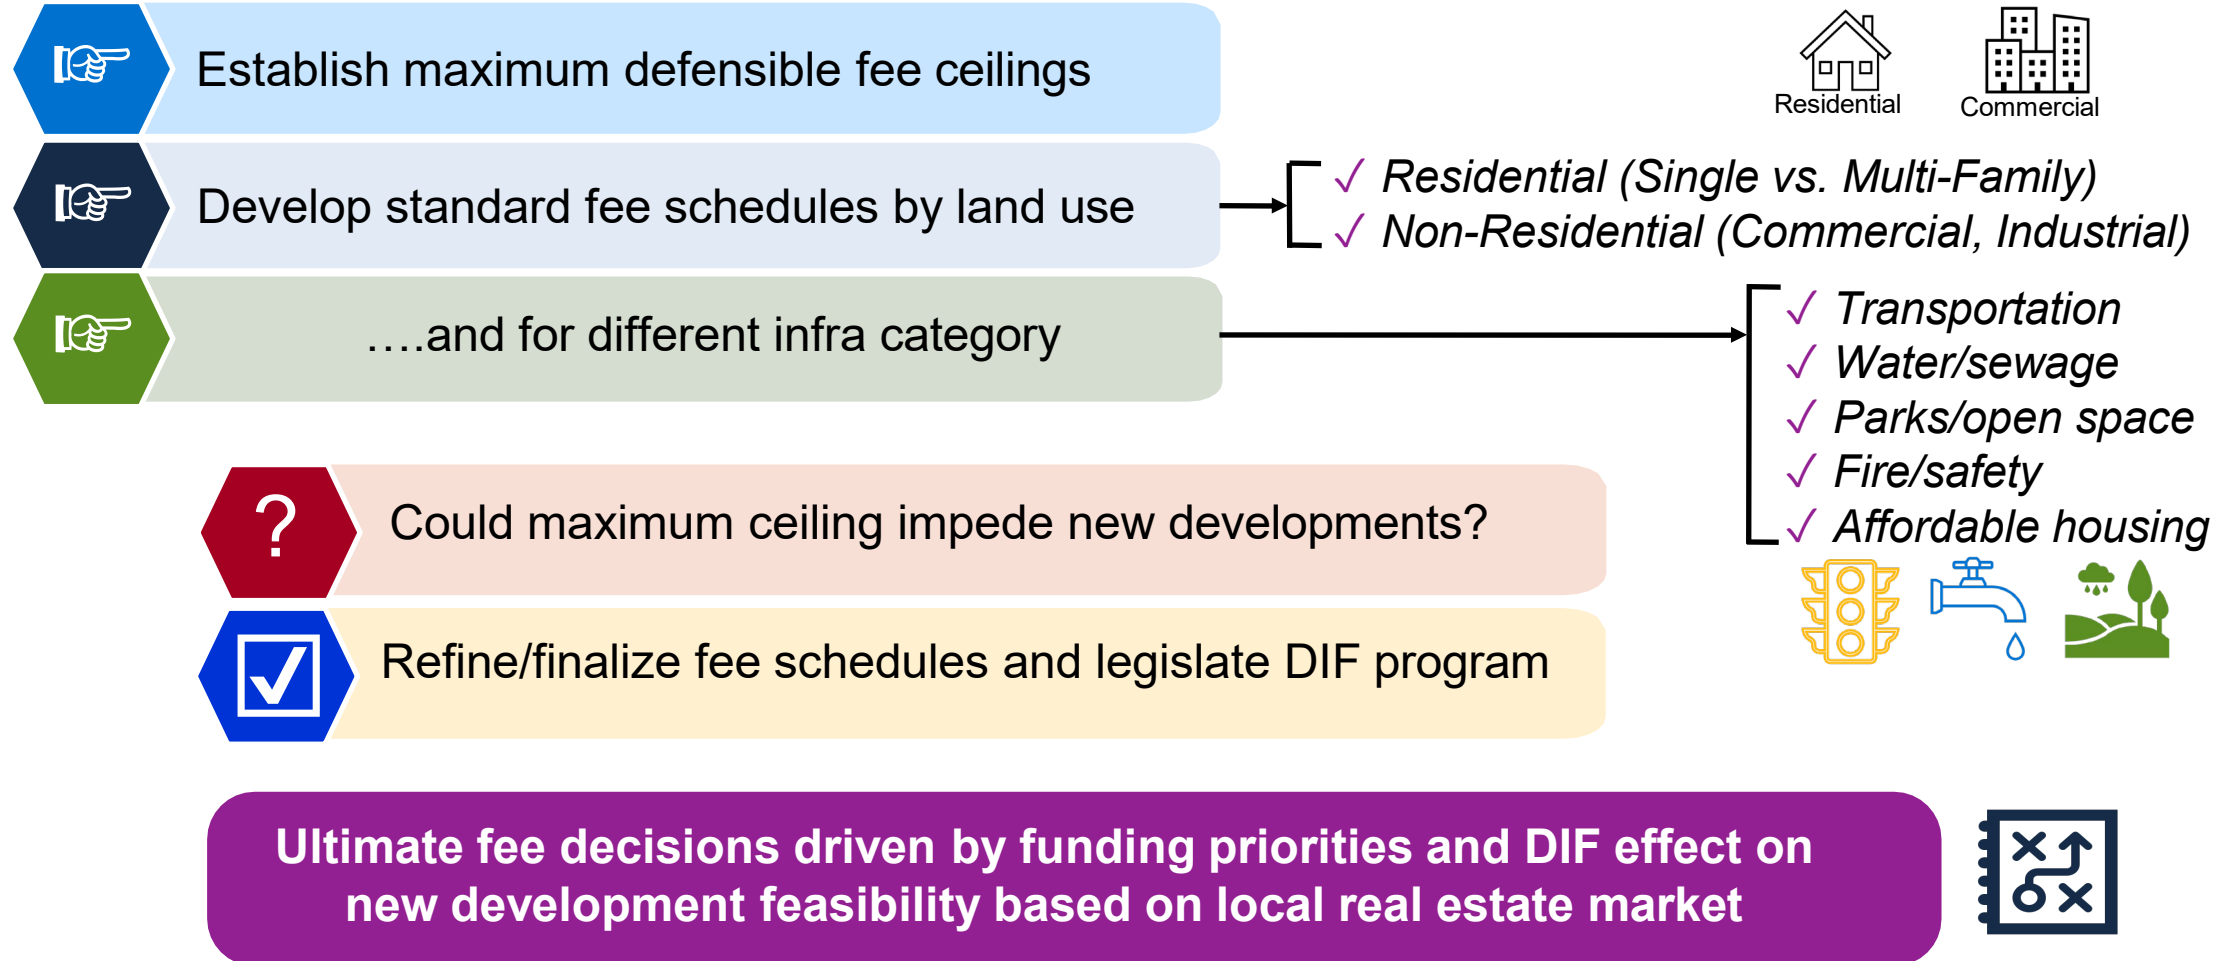 Establish maximum defensible fee ceilings
Residential
Commercial
Develop standard fee schedules by land use
✓ Residential (Single vs. Multi-Family)
✓ Non-Residential (Commercial, Industrial)
….and for different infra category
✓ Transportation
✓ Water/sewage
✓ Parks/open space
✓ Fire/safety
✓ Affordable housing
?
Could maximum ceiling impede new developments?
Refine/finalize fee schedules and legislate DIF program
Ultimate fee decisions driven by funding priorities and DIF effect on
new development feasibility based on local real estate market